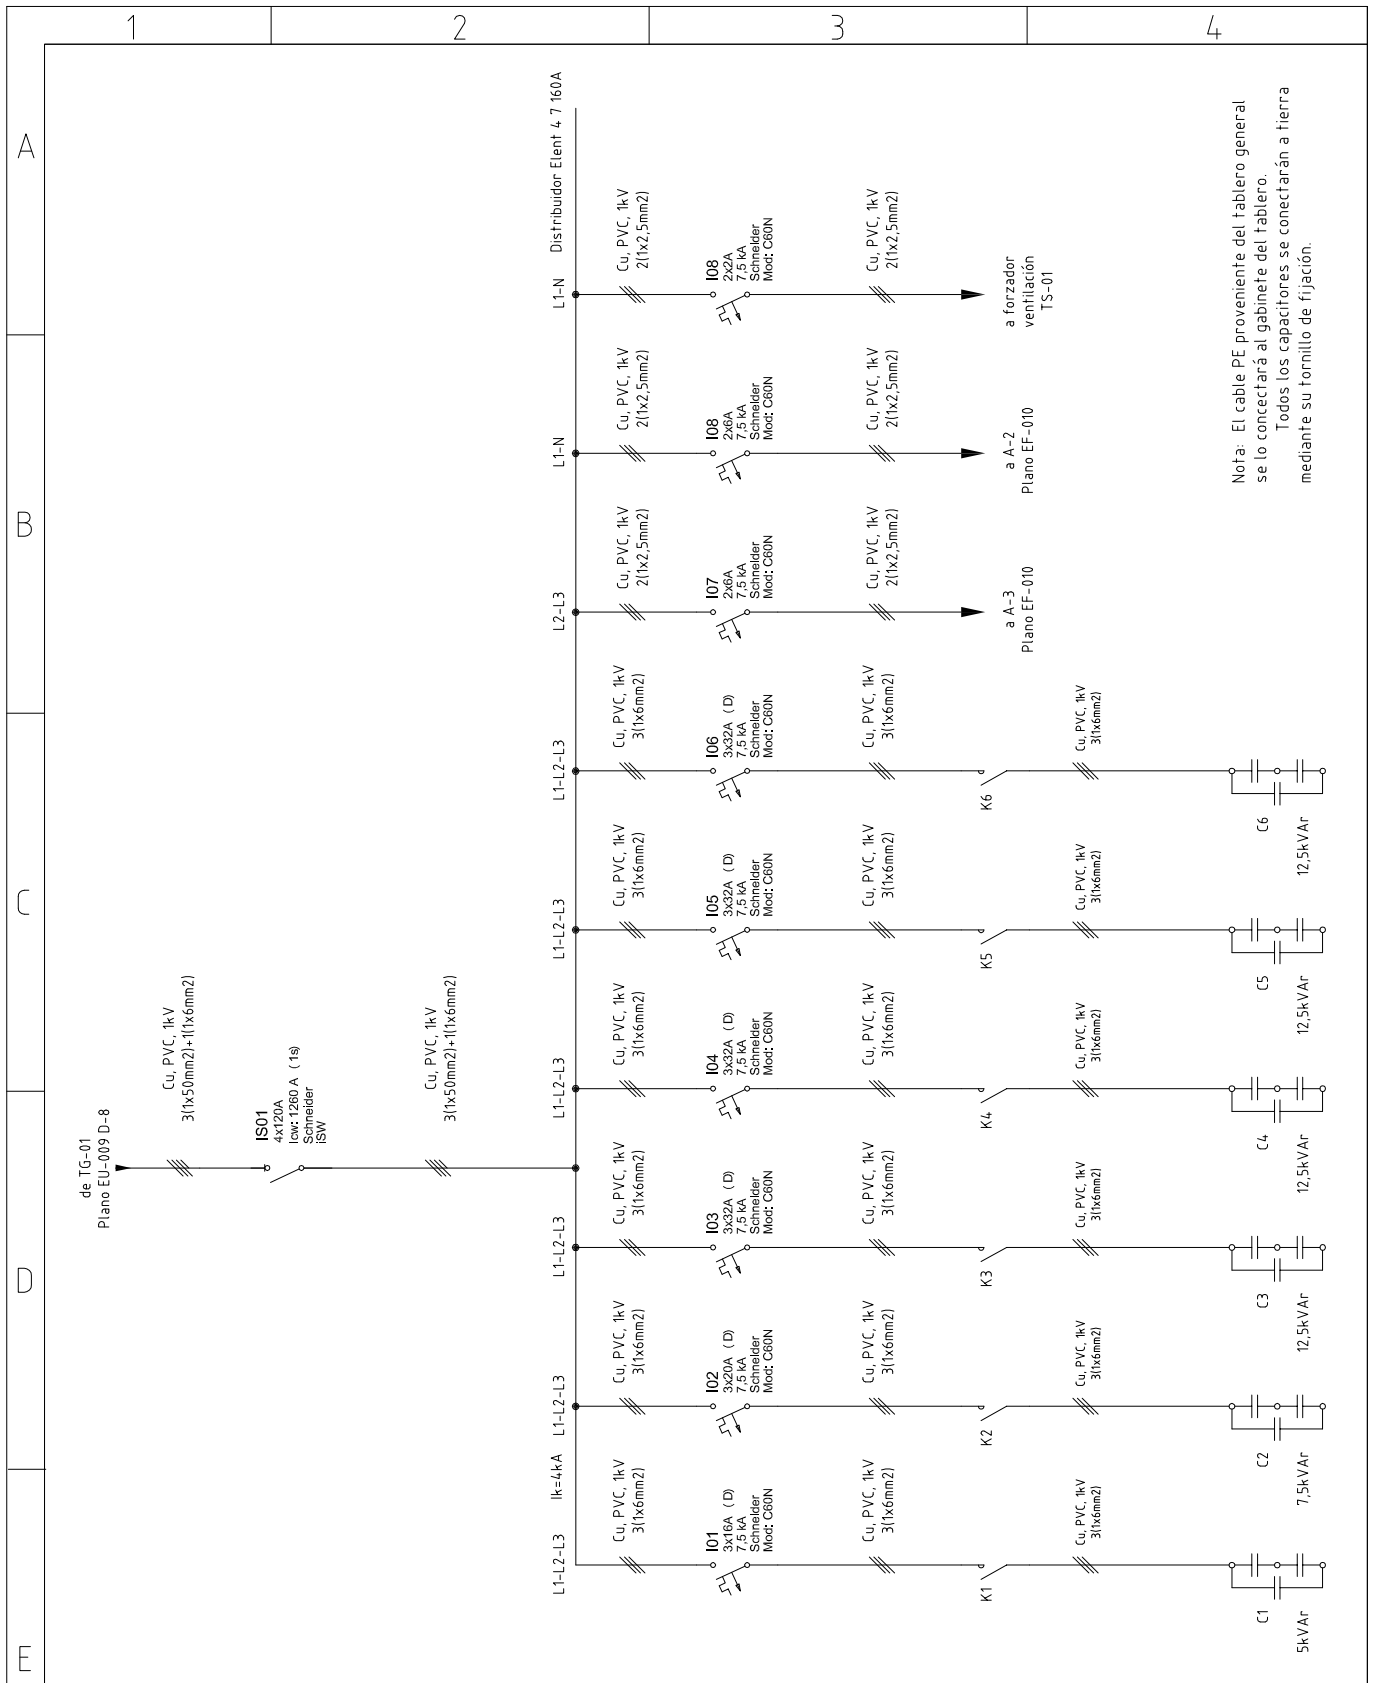 1
2
3
4
A
B
C
D
E
de TG-01
Plano EU-009 D-8
Cu, PVC, 1kV
3(1x50mm2)+1(1x6mm2)
IS01
4x120A
Icw: 1260 A (1s)
Schneider
iSW
Cu, PVC, 1kV
3(1x50mm2)+1(1x6mm2)
Ik=4kA
Distribuidor Elent 4 7 160A
L1-L2-L3
Cu, PVC, 1kV
3(1x6mm2)
I01
3x16A (D)
7,5 kA
Schneider
Mod: C60N
Cu, PVC, 1kV
3(1x6mm2)
K1
Cu, PVC, 1kV
3(1x6mm2)
C1
5kVAr
L1-L2-L3
Cu, PVC, 1kV
3(1x6mm2)
I02
3x20A (D)
7,5 kA
Schneider
Mod: C60N
Cu, PVC, 1kV
3(1x6mm2)
K2
Cu, PVC, 1kV
3(1x6mm2)
C2
7,5kVAr
L1-L2-L3
Cu, PVC, 1kV
3(1x6mm2)
I03
3x32A (D)
7,5 kA
Schneider
Mod: C60N
Cu, PVC, 1kV
3(1x6mm2)
K3
Cu, PVC, 1kV
3(1x6mm2)
C3
12,5kVAr
L1-L2-L3
Cu, PVC, 1kV
3(1x6mm2)
I04
3x32A (D)
7,5 kA
Schneider
Mod: C60N
Cu, PVC, 1kV
3(1x6mm2)
K4
Cu, PVC, 1kV
3(1x6mm2)
C4
12,5kVAr
L1-L2-L3
Cu, PVC, 1kV
3(1x6mm2)
I05
3x32A (D)
7,5 kA
Schneider
Mod: C60N
Cu, PVC, 1kV
3(1x6mm2)
K5
Cu, PVC, 1kV
3(1x6mm2)
C5
12,5kVAr
L1-L2-L3
Cu, PVC, 1kV
3(1x6mm2)
I06
3x32A (D)
7,5 kA
Schneider
Mod: C60N
Cu, PVC, 1kV
3(1x6mm2)
K6
Cu, PVC, 1kV
3(1x6mm2)
C6
12,5kVAr
L2-L3
Cu, PVC, 1kV
2(1x2,5mm2)
I07
2x6A
7,5 kA
Schneider
Mod: C60N
Cu, PVC, 1kV
2(1x2,5mm2)
a A-3
Plano EF-010
L1-N
Cu, PVC, 1kV
2(1x2,5mm2)
I08
2x6A
7,5 kA
Schneider
Mod: C60N
Cu, PVC, 1kV
2(1x2,5mm2)
a A-2
Plano EF-010
L1-N
Cu, PVC, 1kV
2(1x2,5mm2)
I08
2x2A
7,5 kA
Schneider
Mod: C60N
Cu, PVC, 1kV
2(1x2,5mm2)
a forzador
ventilación
TS-01
Nota: El cable PE proveniente del tablero general
se lo concectará al gabinete del tablero.
Todos los capacitores se conectarán a tierra
mediante su tornillo de fijación.